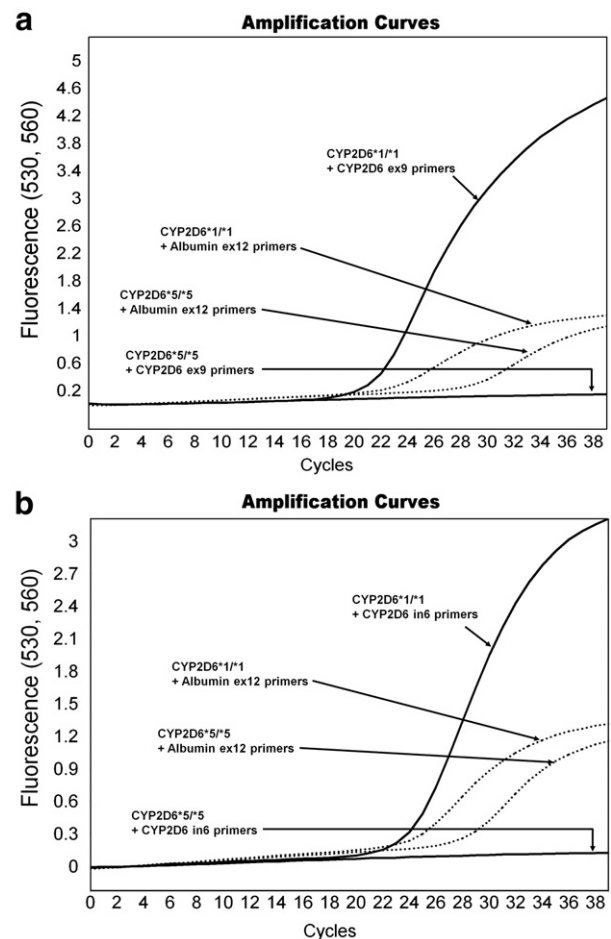 a
Amplification Curves
Fluorescence (530, 560)
5
4.6
4.2
3.8
3.4
3
2.6
2.2
1.8
1.4
1
0.6
0.2
CYP2D6*1/*1
+ CYP2D6 ex9 primers
CYP2D6*1/*1
+ Albumin ex12 primers
CYP2D6*5/*5
+ Albumin ex12 primers
CYP2D6*5/*5
+ CYP2D6 ex9 primers
0 2 4 6 8 10 12 14 16 18 20 22 24 26 28 30 32 34 36 38
Cycles
b
Amplification Curves
Fluorescence (530, 560)
3
2.7
2.4
2.1
1.8
1.5
1.2
0.9
0.6
0.3
0
CYP2D6*1/*1
+ CYP2D6 in6 primers
CYP2D6*1/*1
+ Albumin ex12 primers
CYP2D6*5/*5
+ Albumin ex12 primers
CYP2D6*5/*5
+ CYP2D6 in6 primers
0 2 4 6 8 10 12 14 16 18 20 22 24 26 28 30 32 34 36 38
Cycles